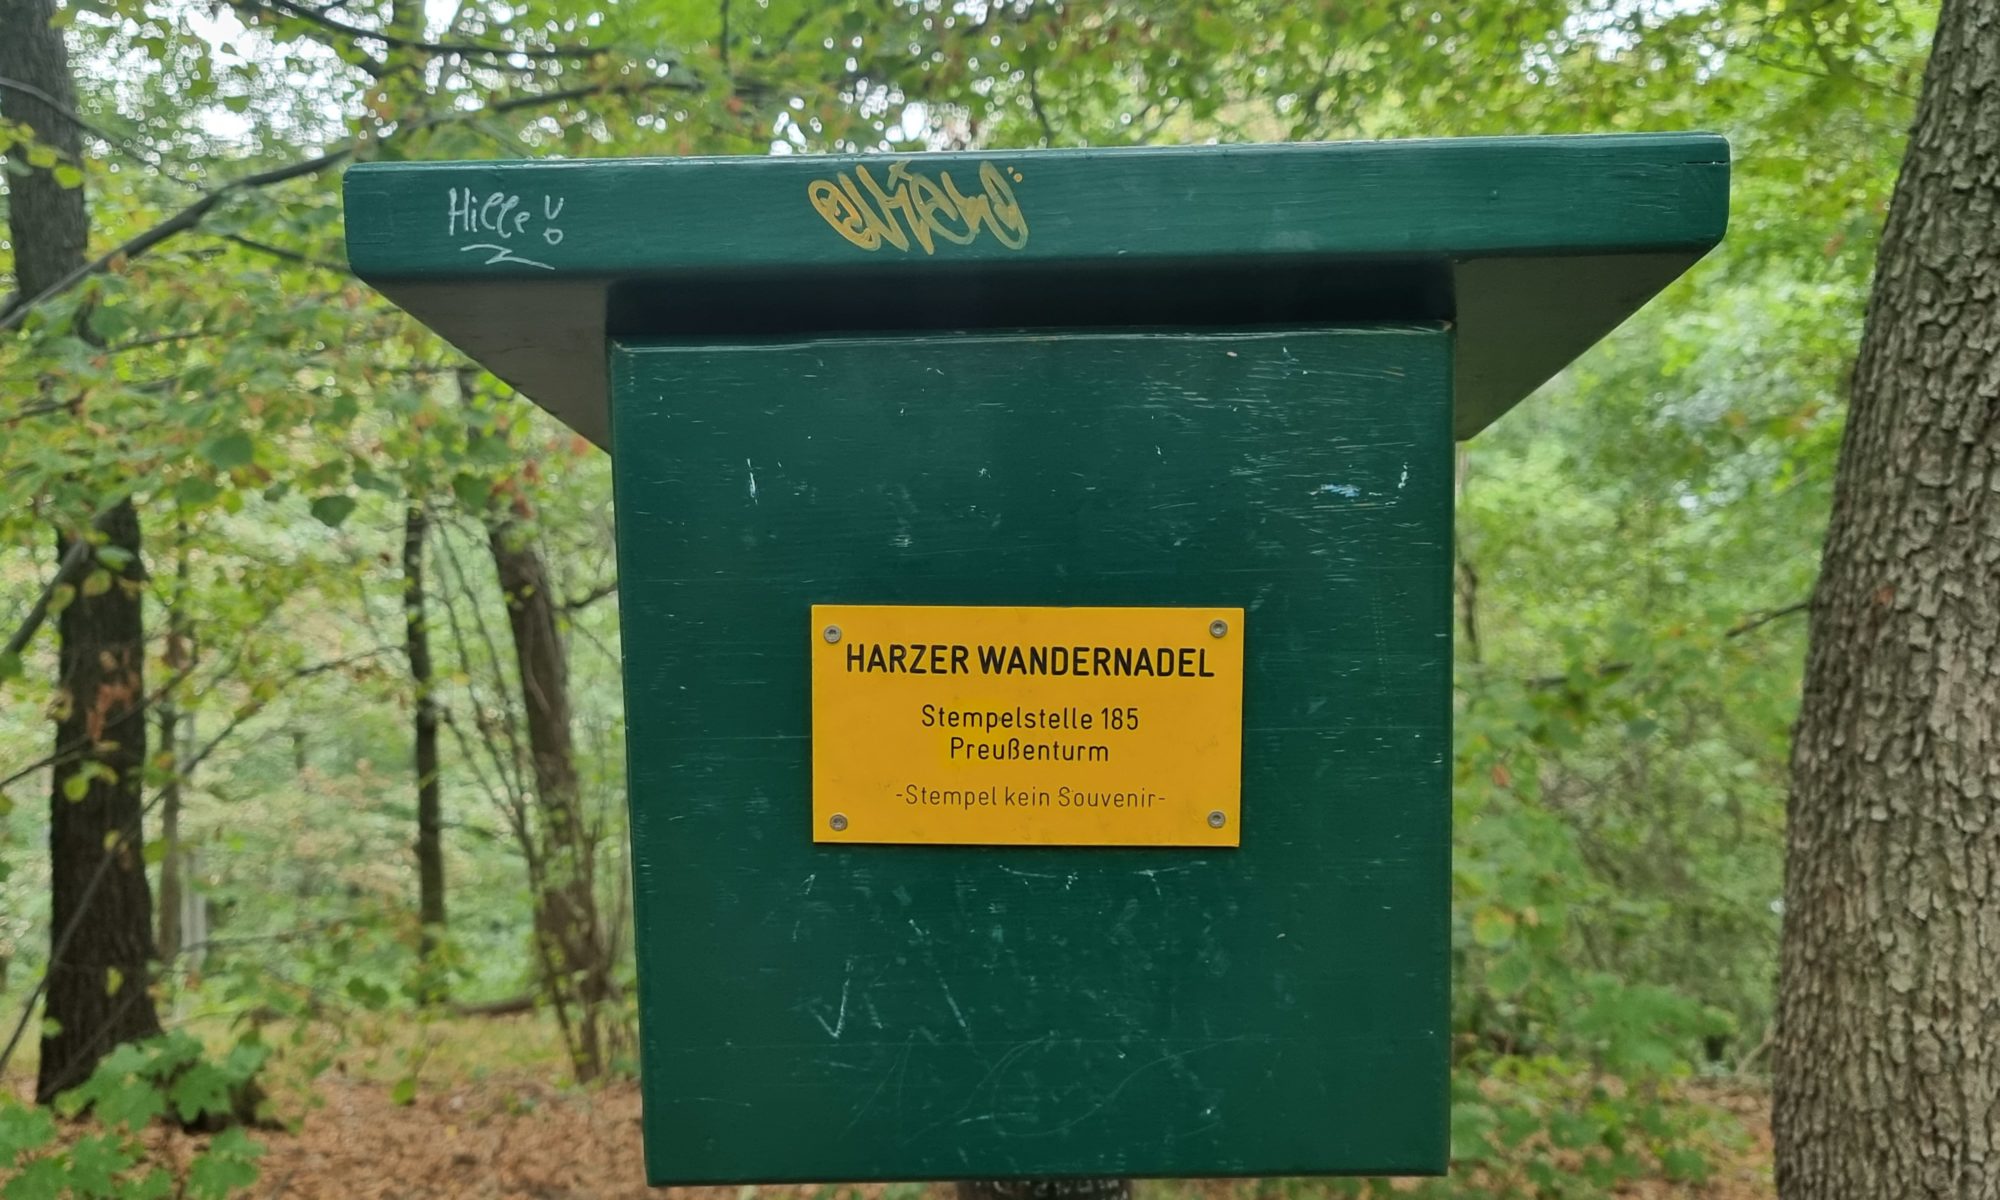 Hille!
HARZER WANDERNADEL
Stempelstelle 185
Preußenturm
-Stempel kein Souvenir-